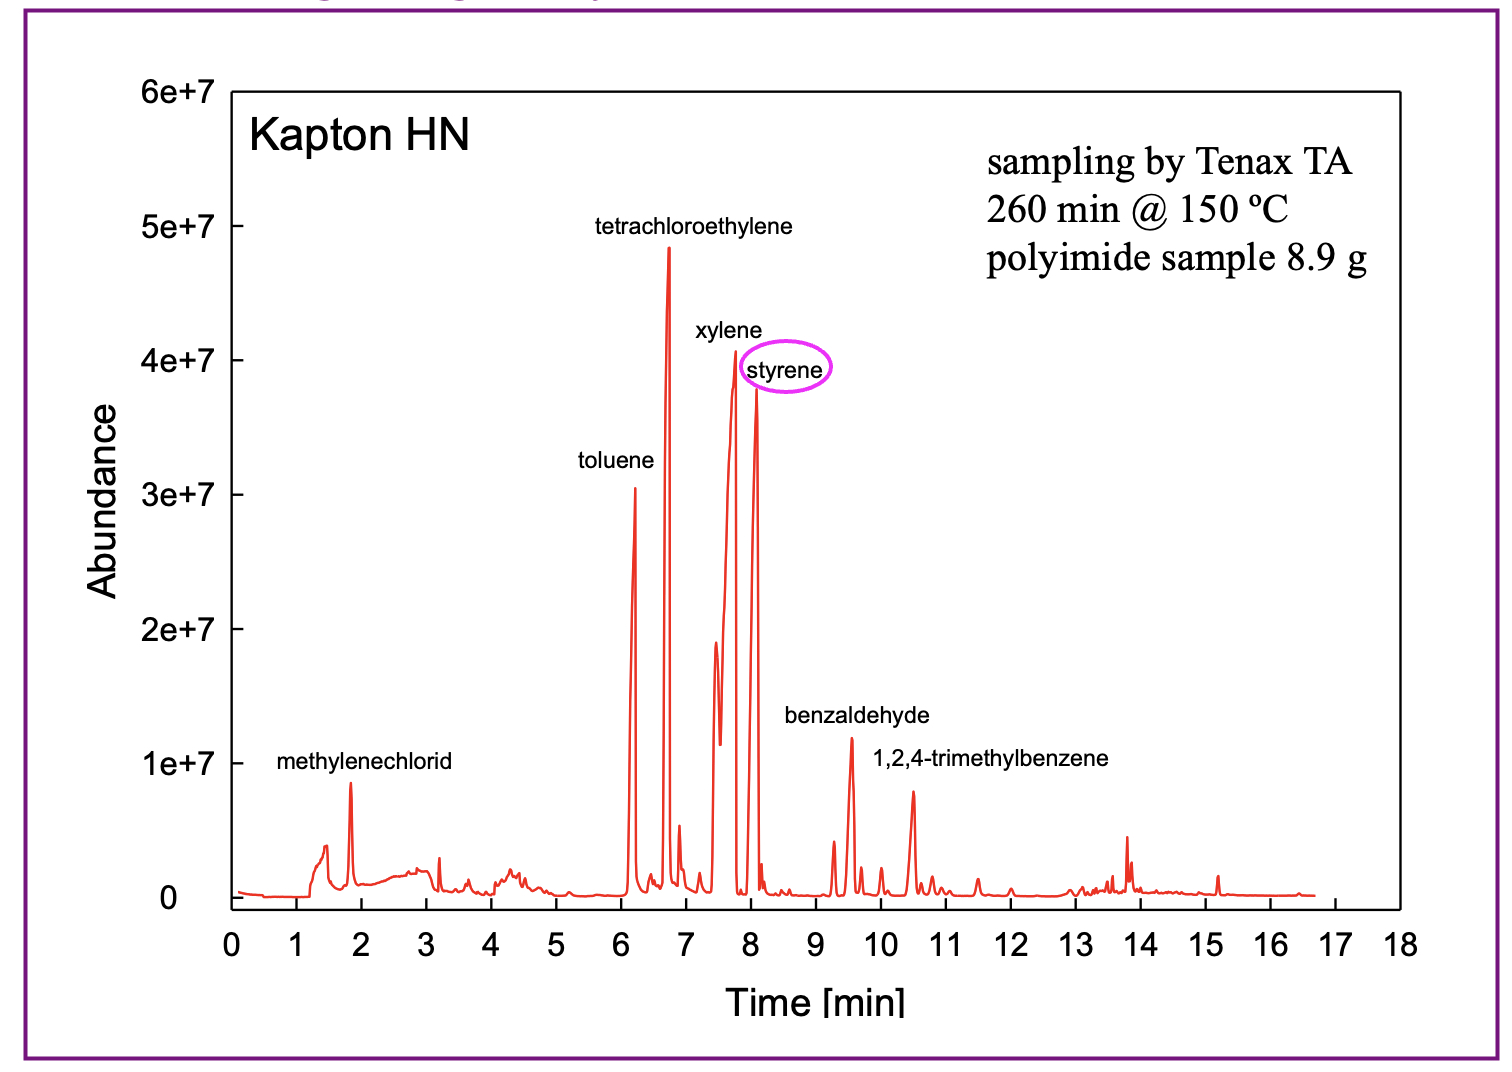 6e+7
Kapton HN
sampling by Tenax TA
260 min @ 150 ºC
polyimide sample 8.9 g
5e+7
tetrachloroethylene
xylene
4e+7
styrene
toluene
3e+7
Abundance
2e+7
benzaldehyde
1,2,4-trimethylbenzene
1e+7
methylenechlorid
0
0 1 2 3 4 5 6 7 8 9 10 11 12 13 14 15 16 17 18
Time [min]